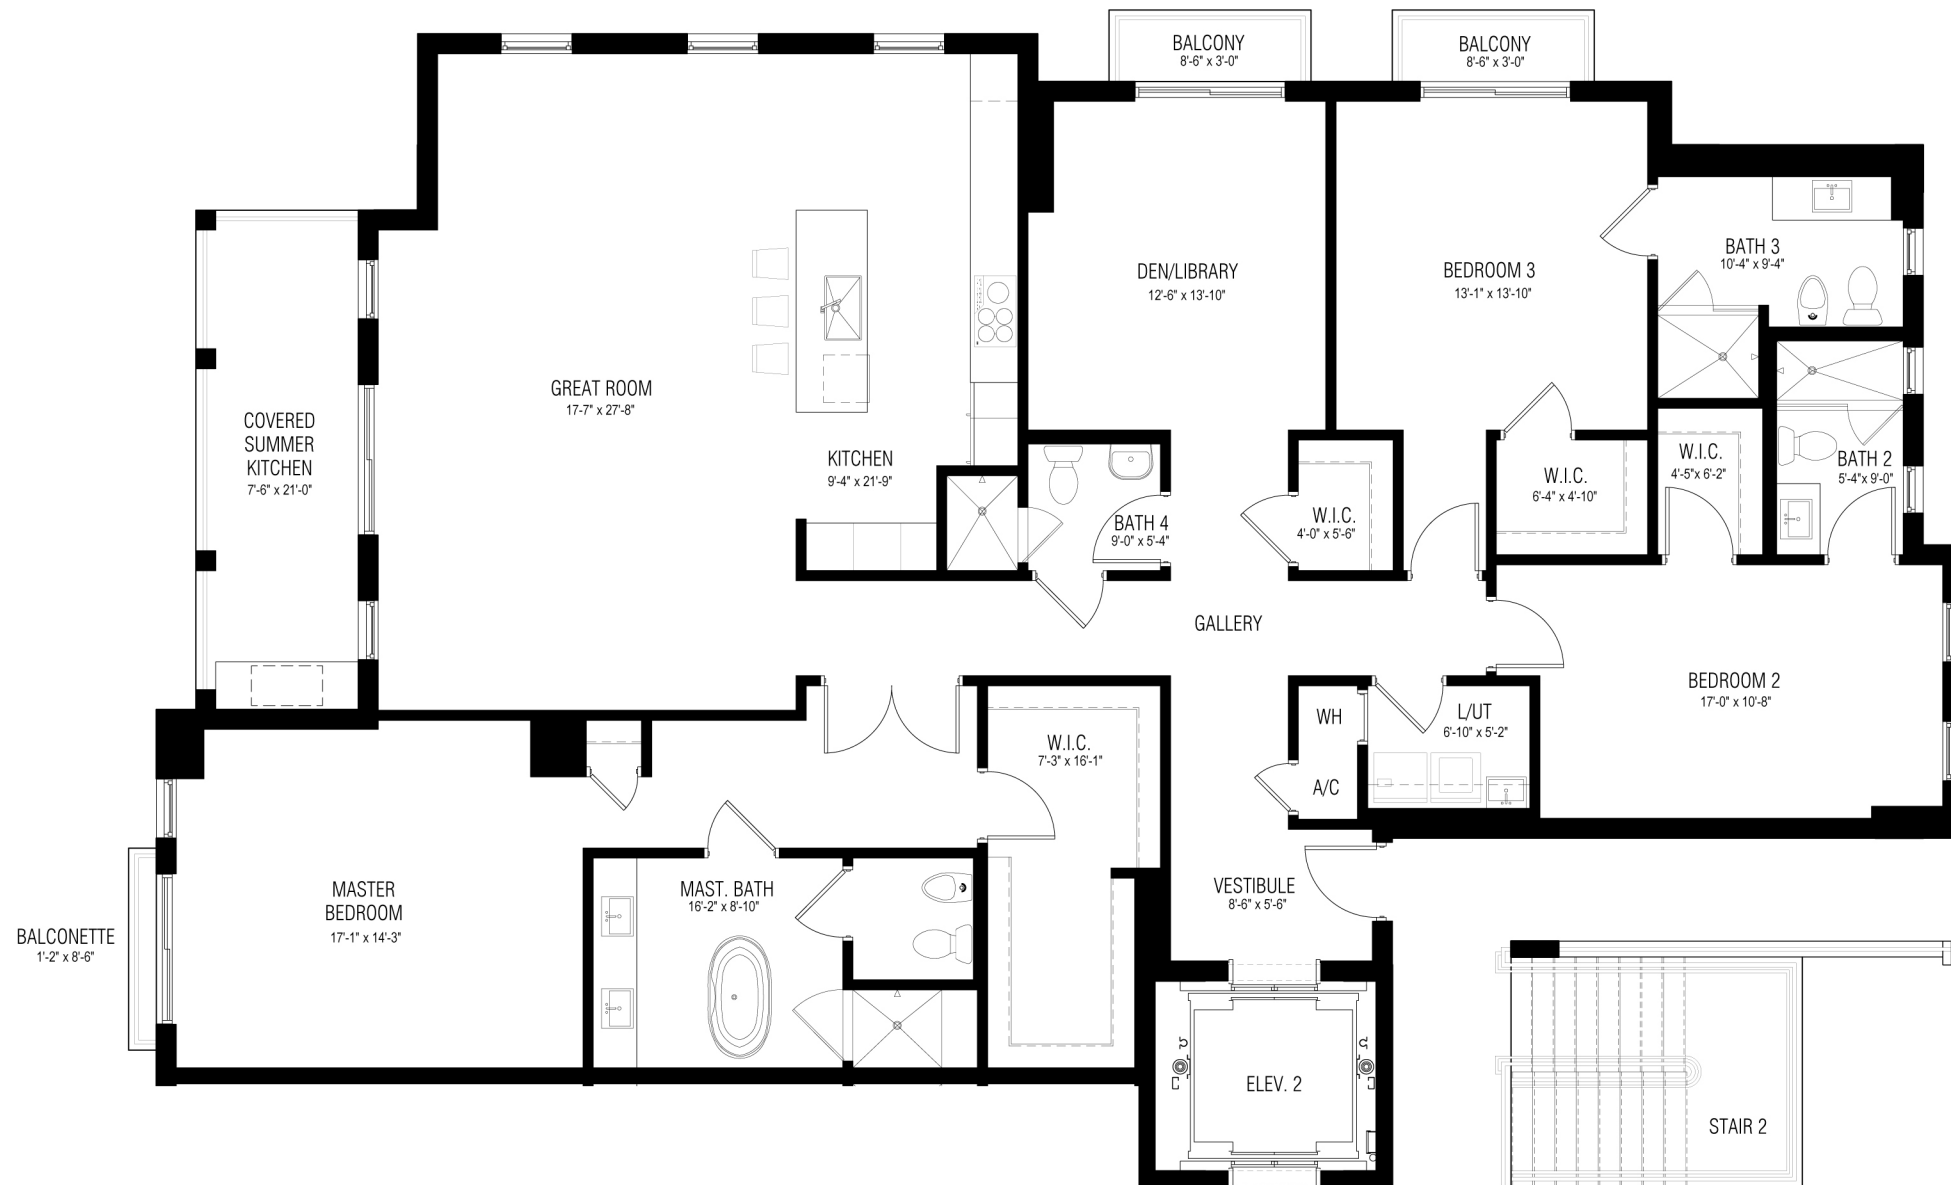 BALCONY
8'-6" x 3'-0"
BALCONY
8'-6" x 3'-0"
BATH 3
10'-4" x 9'-4"
DEN/LIBRARY
12'-6" x 13'-10"
BEDROOM 3
13'-1" x 13'-10"
GREAT ROOM
17-7" x 27'-8"
COVERED
SUMMER
KITCHEN
7'-6" x 21'-0"
KITCHEN
9'-4" x 21'-9"
W.I.C.
4'-5"x 6'-2"
BATH 2
5'-4"x 9'-0"
W.I.C.
6'-4" x 4'-10"
BATH 4
9'-0" x 5'-4"
W.I.C.
4'-0" x 5'-6"
GALLERY
BEDROOM 2
17'-0" x 10'-8"
WH
L/UT
6'-10" x 5'-2"
W.I.C.
7'-3" x 16'-1"
A/C
MASTER
BEDROOM
17'-1" x 14'-3"
MAST. BATH
16'-2" x 8'-10"
VESTIBULE
8'-6" x 5'-6"
BALCONETTE
1'-2" x 8'-6"
ELEV. 2
STAIR 2